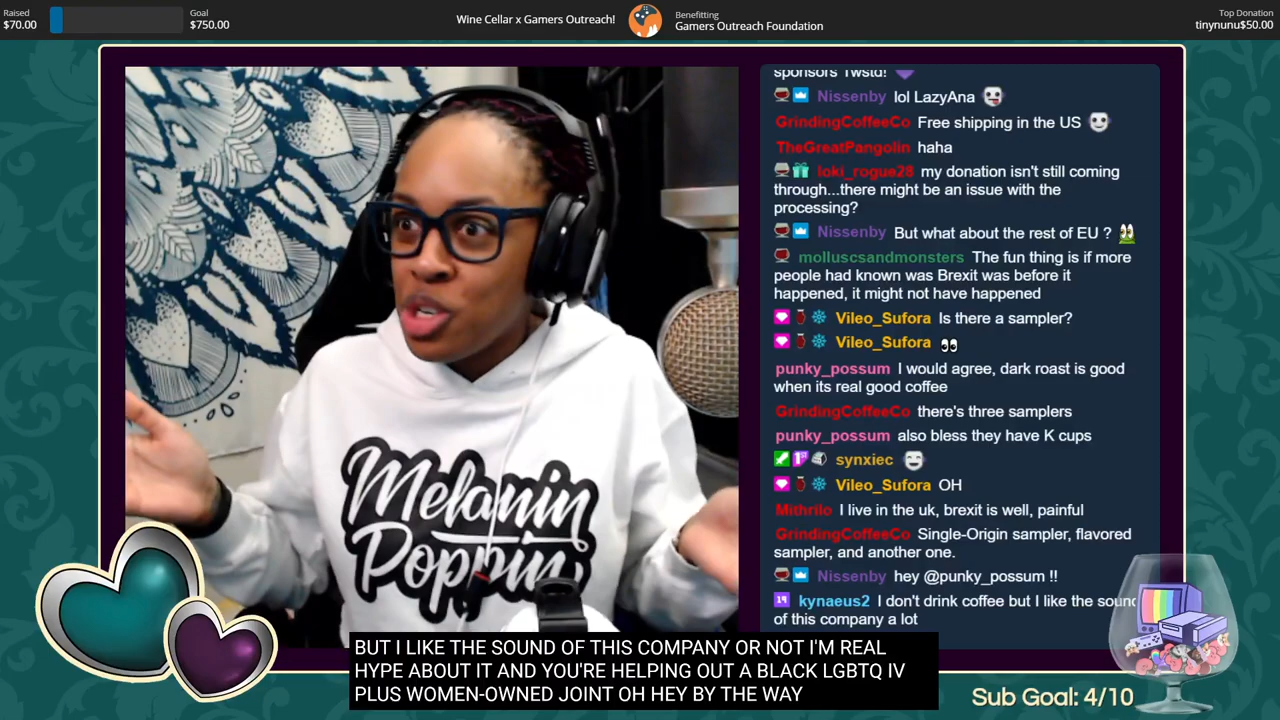 Raised
$70.00
Goal
$750.00
Wine Cellar x Gamers Outreach!
Benefitting
Gamers Outreach Foundation
Top Donation
tinynunu$50.00
sponsors Twstd!
Nissenby lol LazyAna
GrindingCoffeeCo Free shipping in the US
TheGreatPangolin haha
loki_rogue28 my donation isn't still coming
through...there might be an issue with the
processing?
Nissenby But what about the rest of EU ?
molluscsandmonsters The fun thing is if more
people had known was Brexit was before it
happened, it might not have happened
Vileo_Sufora Is there a sampler?
Vileo_Sufora
punky_possum I would agree, dark roast is good
when its real good coffee
GrindingCoffeeCo there's three samplers
punky_possum also bless they have K cups
synxiec
Vileo_Sufora OH
Mithrilo I live in the uk, brexit is well, painful
GrindingCoffeeCo Single-Origin sampler, flavored
sampler, and another one.
Nissenby hey @punky_possum !!
kynaeus2 I don't drink coffee but I like the sound
of this company a lot
Melanin
Poppin
BUT I LIKE THE SOUND OF THIS COMPANY OR NOT I'M REAL
HYPE ABOUT IT AND YOU'RE HELPING OUT A BLACK LGBTQ IV
PLUS WOMEN-OWNED JOINT OH HEY BY THE WAY
Sub Goal: 4/10